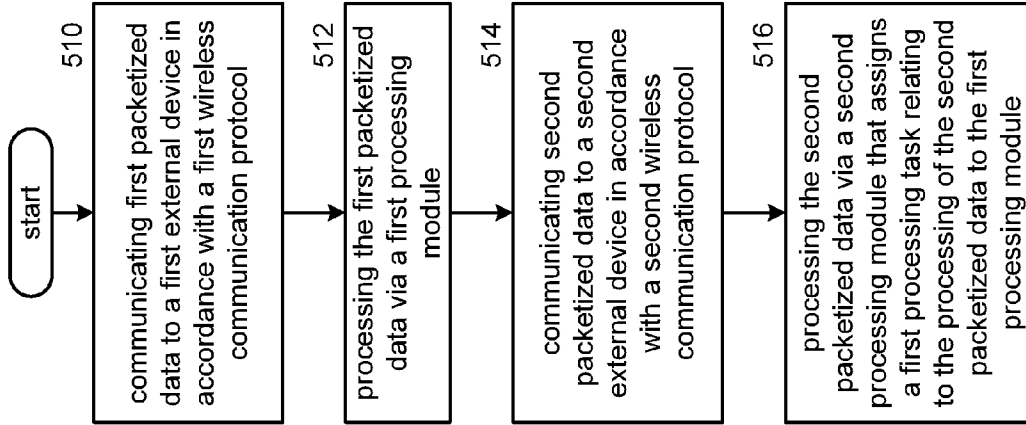 start
510
communicating first packetized
data to a first external device in
accordance with a first wireless
communication protocol
512
processing the first packetized
data via a first processing
module
514
communicating second
packetized data to a second
external device in accordance
with a second wireless
communication protocol
516
processing the second
packetized data via a second
processing module that assigns
a first processing task relating
to the processing of the second
packetized data to the first
processing module